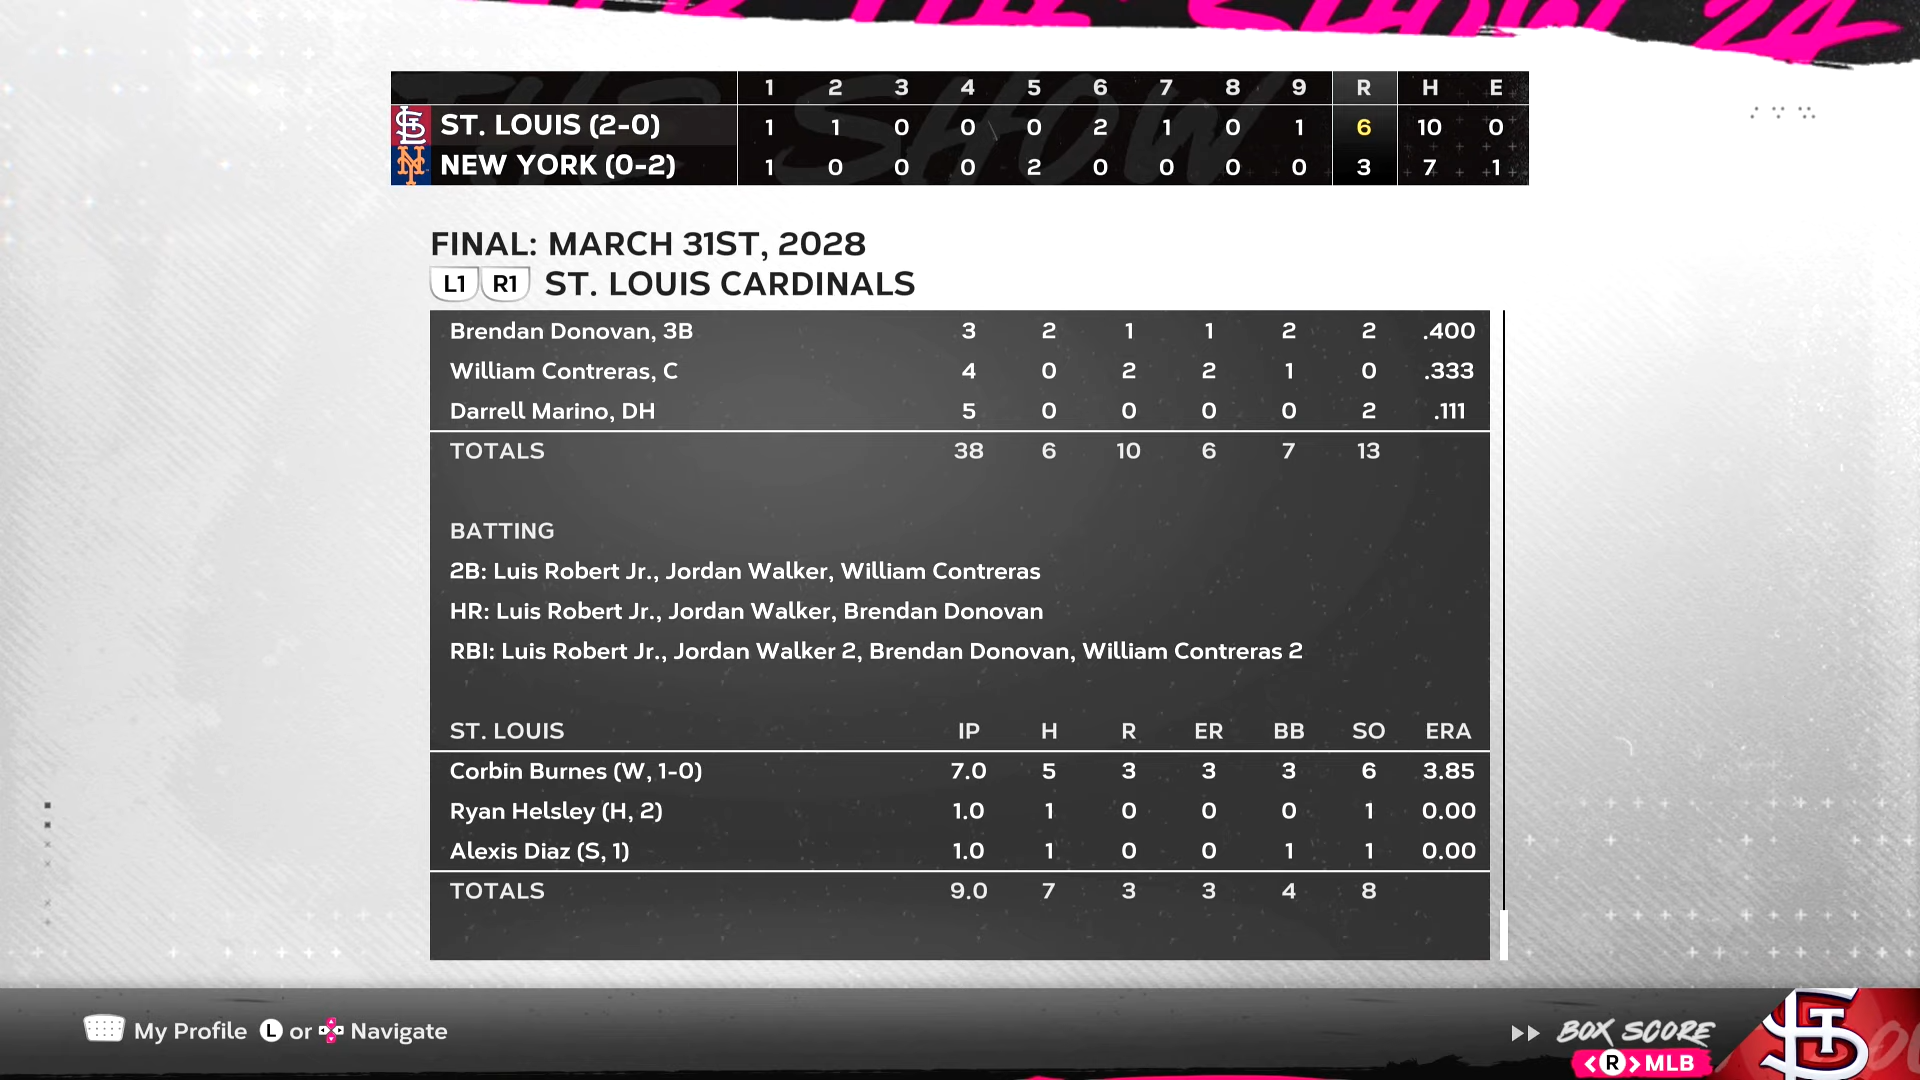 THE SHOW 24
1 2 3 4 5 6 7 8 9 R H E
ST. LOUIS (2-0) 1 1 0 0 0 2 1 0 1 6 10 0
NEW YORK (0-2) 1 0 0 0 2 0 0 0 0 3 7 1
FINAL: MARCH 31ST, 2028
L1 R1 ST. LOUIS CARDINALS
Brendan Donovan, 3B 3 2 1 1 2 2 .400
William Contreras, C 4 0 2 2 1 0 .333
Darrell Marino, DH 5 0 0 0 0 2 .111
TOTALS 38 6 10 6 7 13
BATTING
2B: Luis Robert Jr., Jordan Walker, William Contreras
HR: Luis Robert Jr., Jordan Walker, Brendan Donovan
RBI: Luis Robert Jr., Jordan Walker 2, Brendan Donovan, William Contreras 2
ST. LOUIS IP H R ER BB SO ERA
Corbin Burnes (W, 1-0) 7.0 5 3 3 3 6 3.85
Ryan Helsley (H, 2) 1.0 1 0 0 0 1 0.00
Alexis Diaz (S, 1) 1.0 1 0 0 1 1 0.00
TOTALS 9.0 7 3 3 4 8
My Profile L or Navigate
BOX SCORE
R MLB